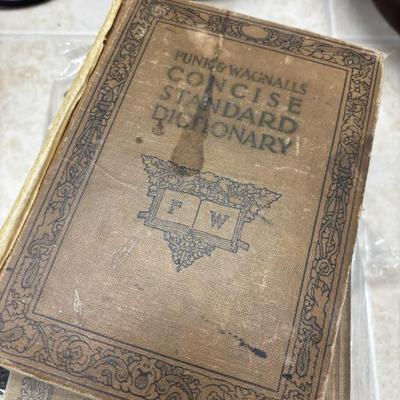 FUNK & WAGNALLS
CONCISE
STANDARD
DICTIONARY
F W